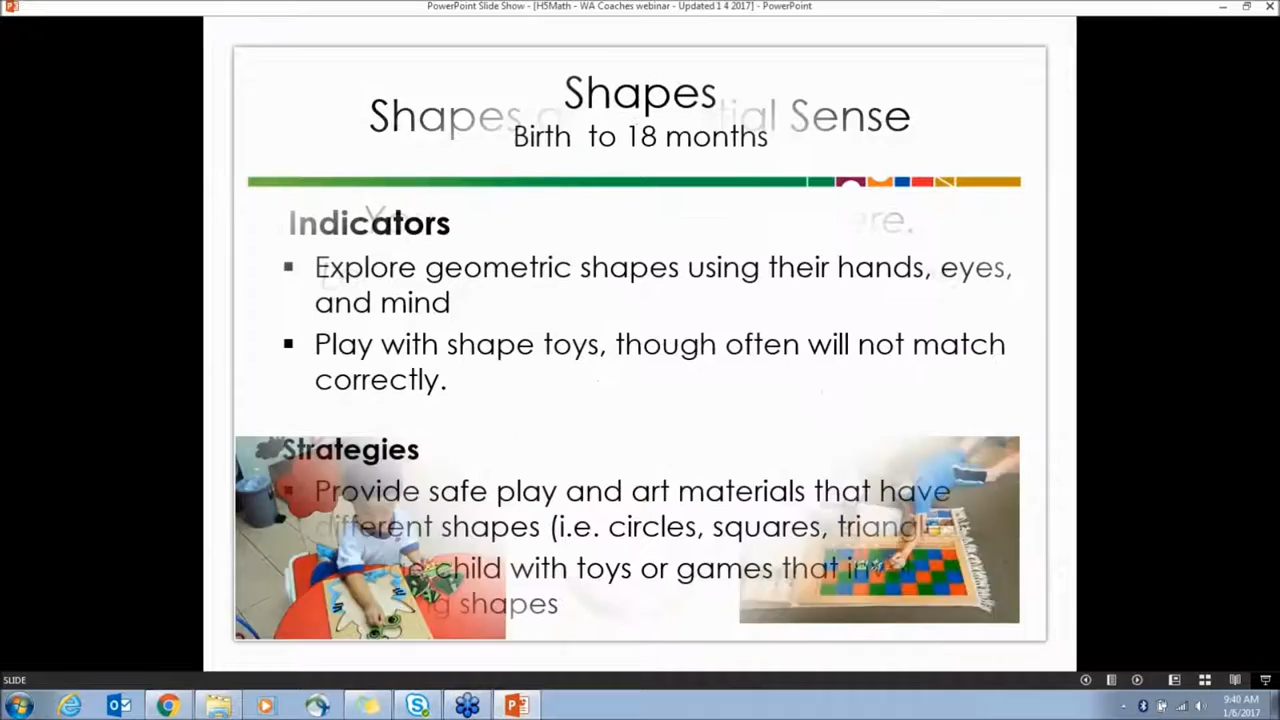 PowerPoint Slide Show - [H5Math - WA Coaches webinar - Updated 1 4 2017] - PowerPoint
Shapes
Shapes Sense
Birth to 18 months
Indicators
Explore geometric shapes using their hands, eyes,
and mind
Play with shape toys, though often will not match
correctly.
Strategies
Provide safe play and art materials that have
different shapes (i.e. circles, squares,
child with toys or games that
shapes
SLIDE
9:40 AM
1/6/2017